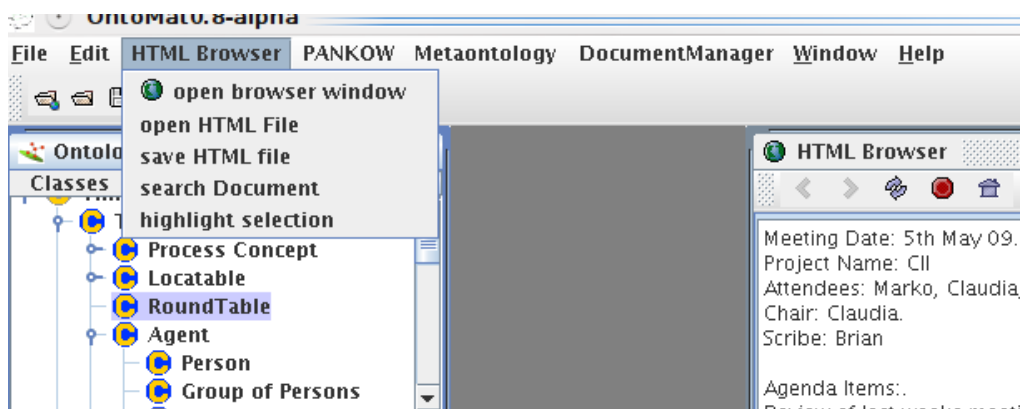 OntoMat0.8-alpha
File Edit HTML Browser PANKOW Metaontology DocumentManager Window Help
open browser window
open HTML File
save HTML file
search Document
highlight selection
Classes
Process Concept
Locatable
RoundTable
Agent
Person
Group of Persons
HTML Browser
Meeting Date: 5th May 09.
Project Name: CII
Attendees: Marko, Claudia,
Chair: Claudia.
Scribe: Brian
Agenda Items:.